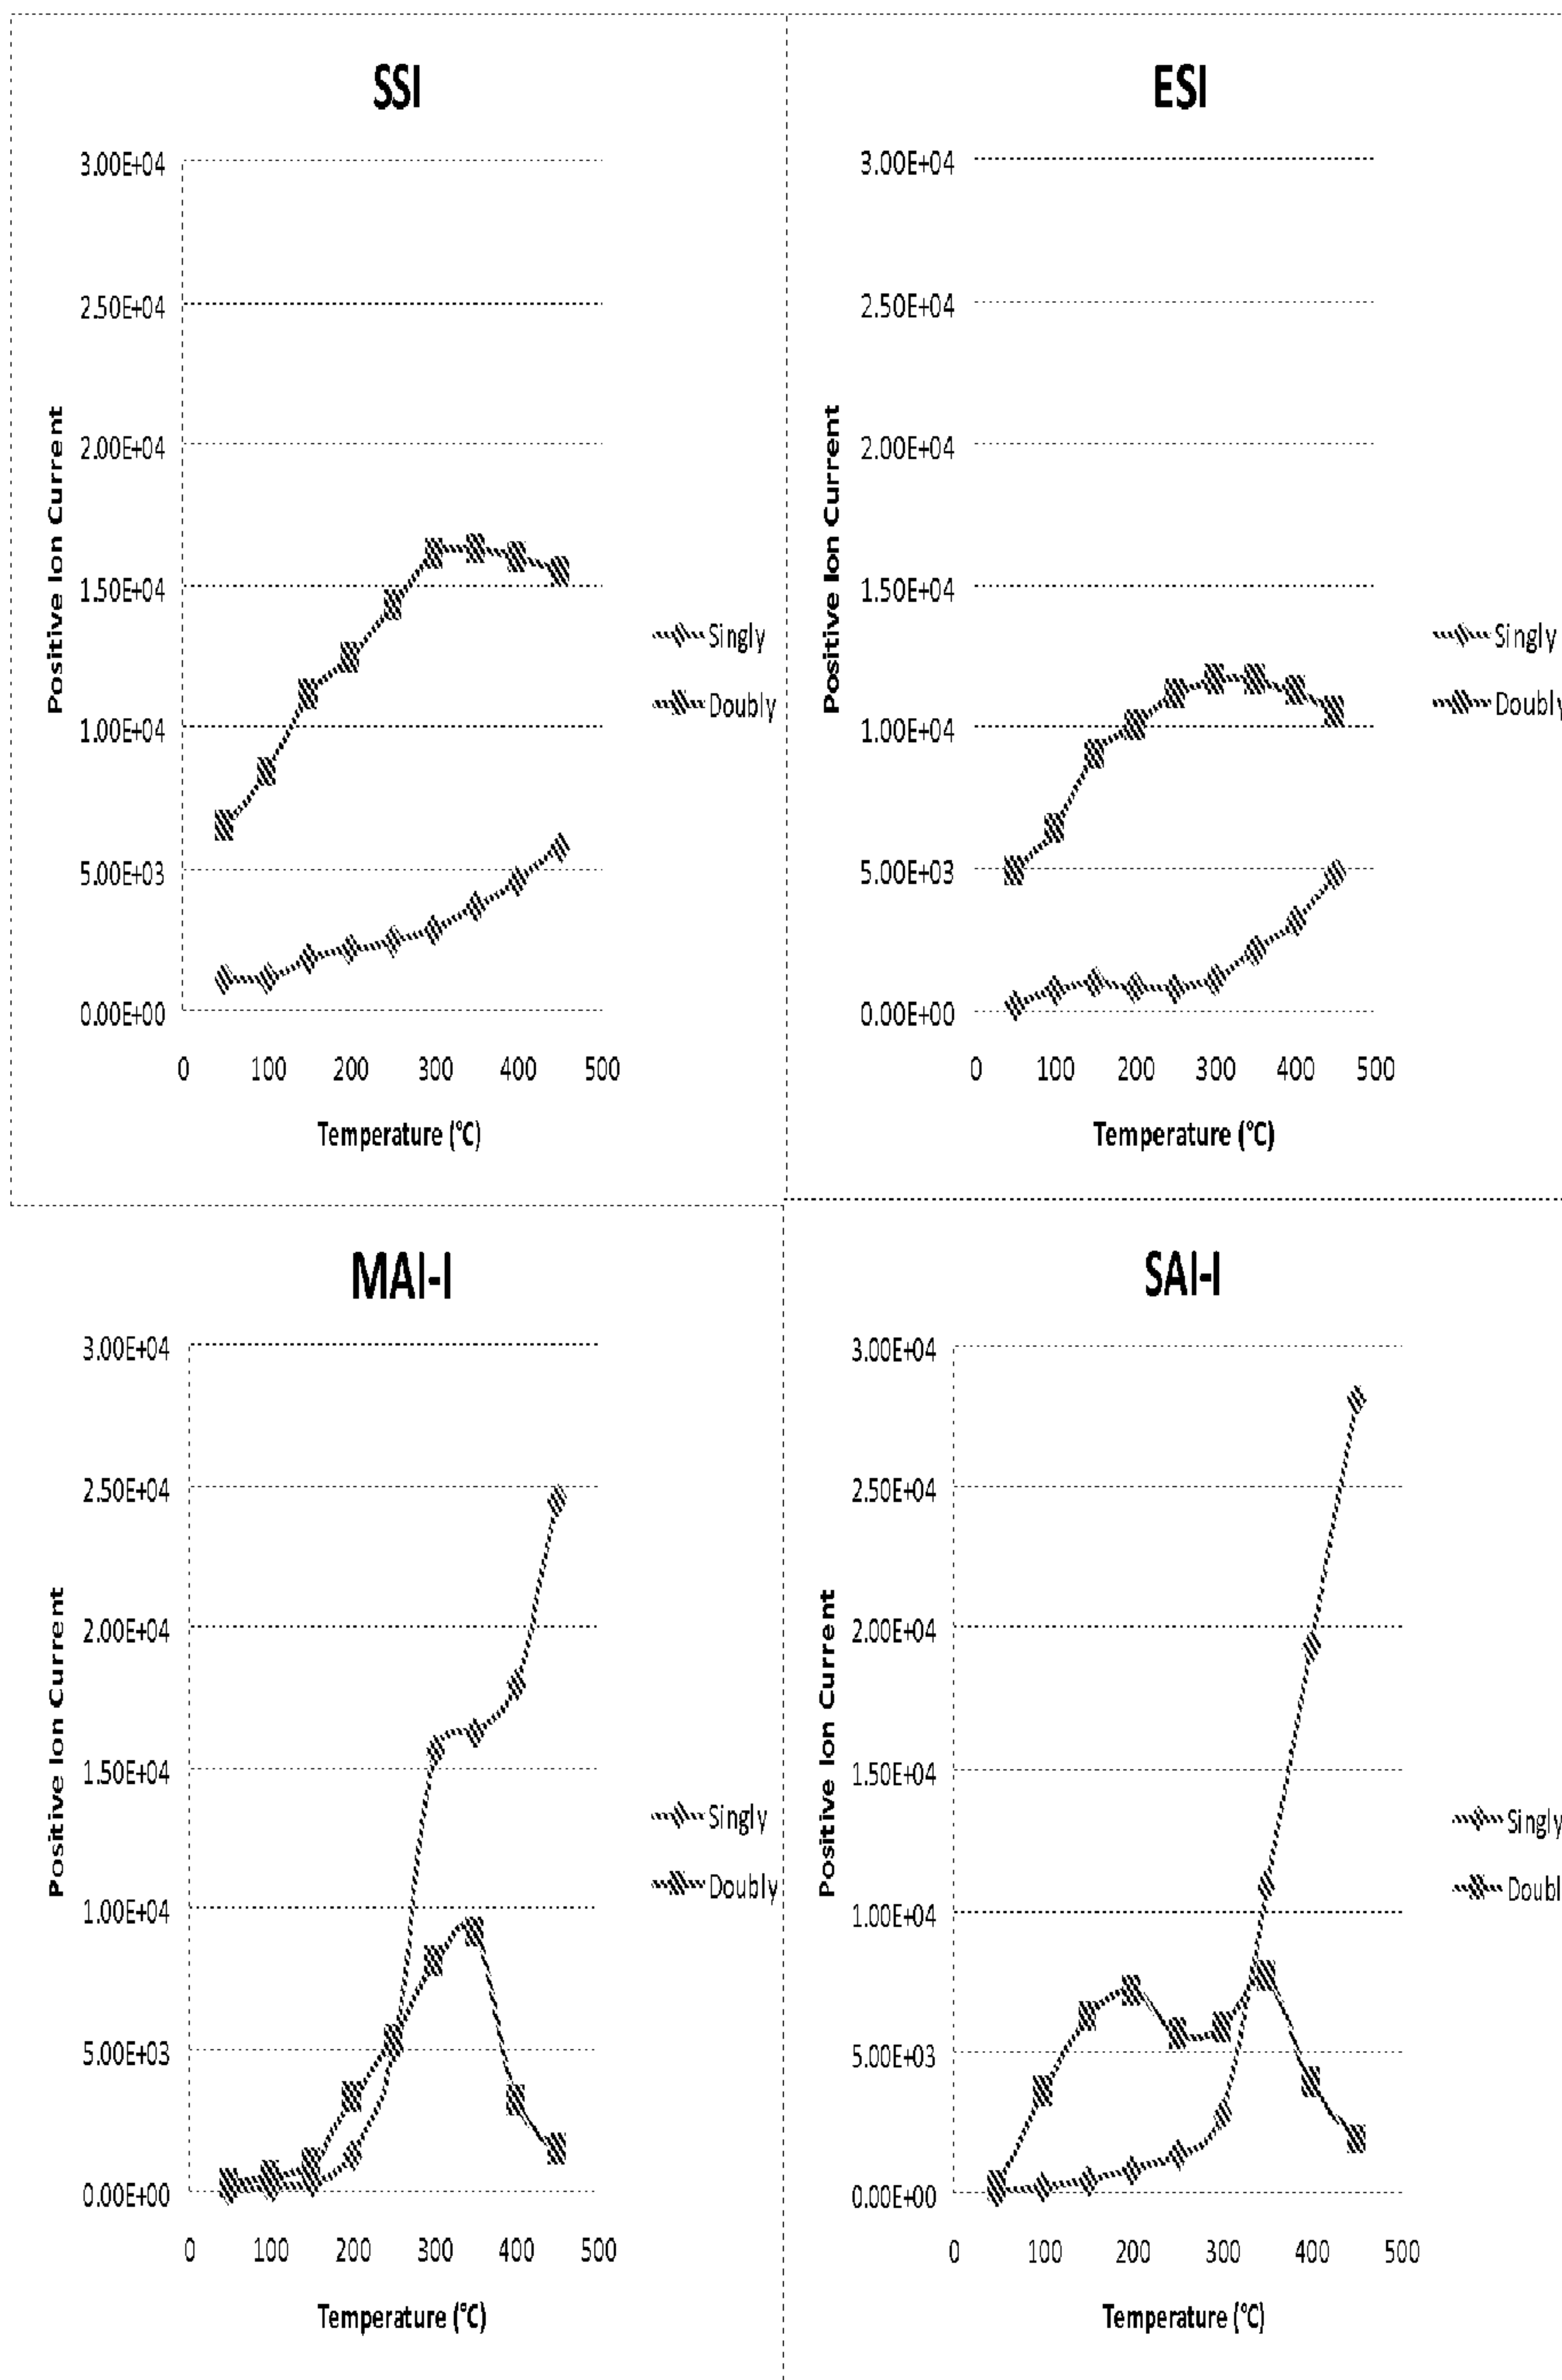 SSI
3.00E+04
2.50E+04
2.00E+04
1.50E+04
1.00E+04
5.00E+03
0.00E+00
Positive Ion Current
0 100 200 300 400 500
Temperature (°C)
Singly
Doubly
ESI
3.00E+04
2.50E+04
2.00E+04
1.50E+04
1.00E+04
5.00E+03
0.00E+00
Positive Ion Current
0 100 200 300 400 500
Temperature (°C)
Singly
Doubly
MAI-I
3.00E+04
2.50E+04
2.00E+04
1.50E+04
1.00E+04
5.00E+03
0.00E+00
Positive Ion Current
0 100 200 300 400 500
Temperature (°C)
Singly
Doubly
SAI-I
3.00E+04
2.50E+04
2.00E+04
1.50E+04
1.00E+04
5.00E+03
0.00E+00
Positive Ion Current
0 100 200 300 400 500
Temperature (°C)
Singly
Doubl